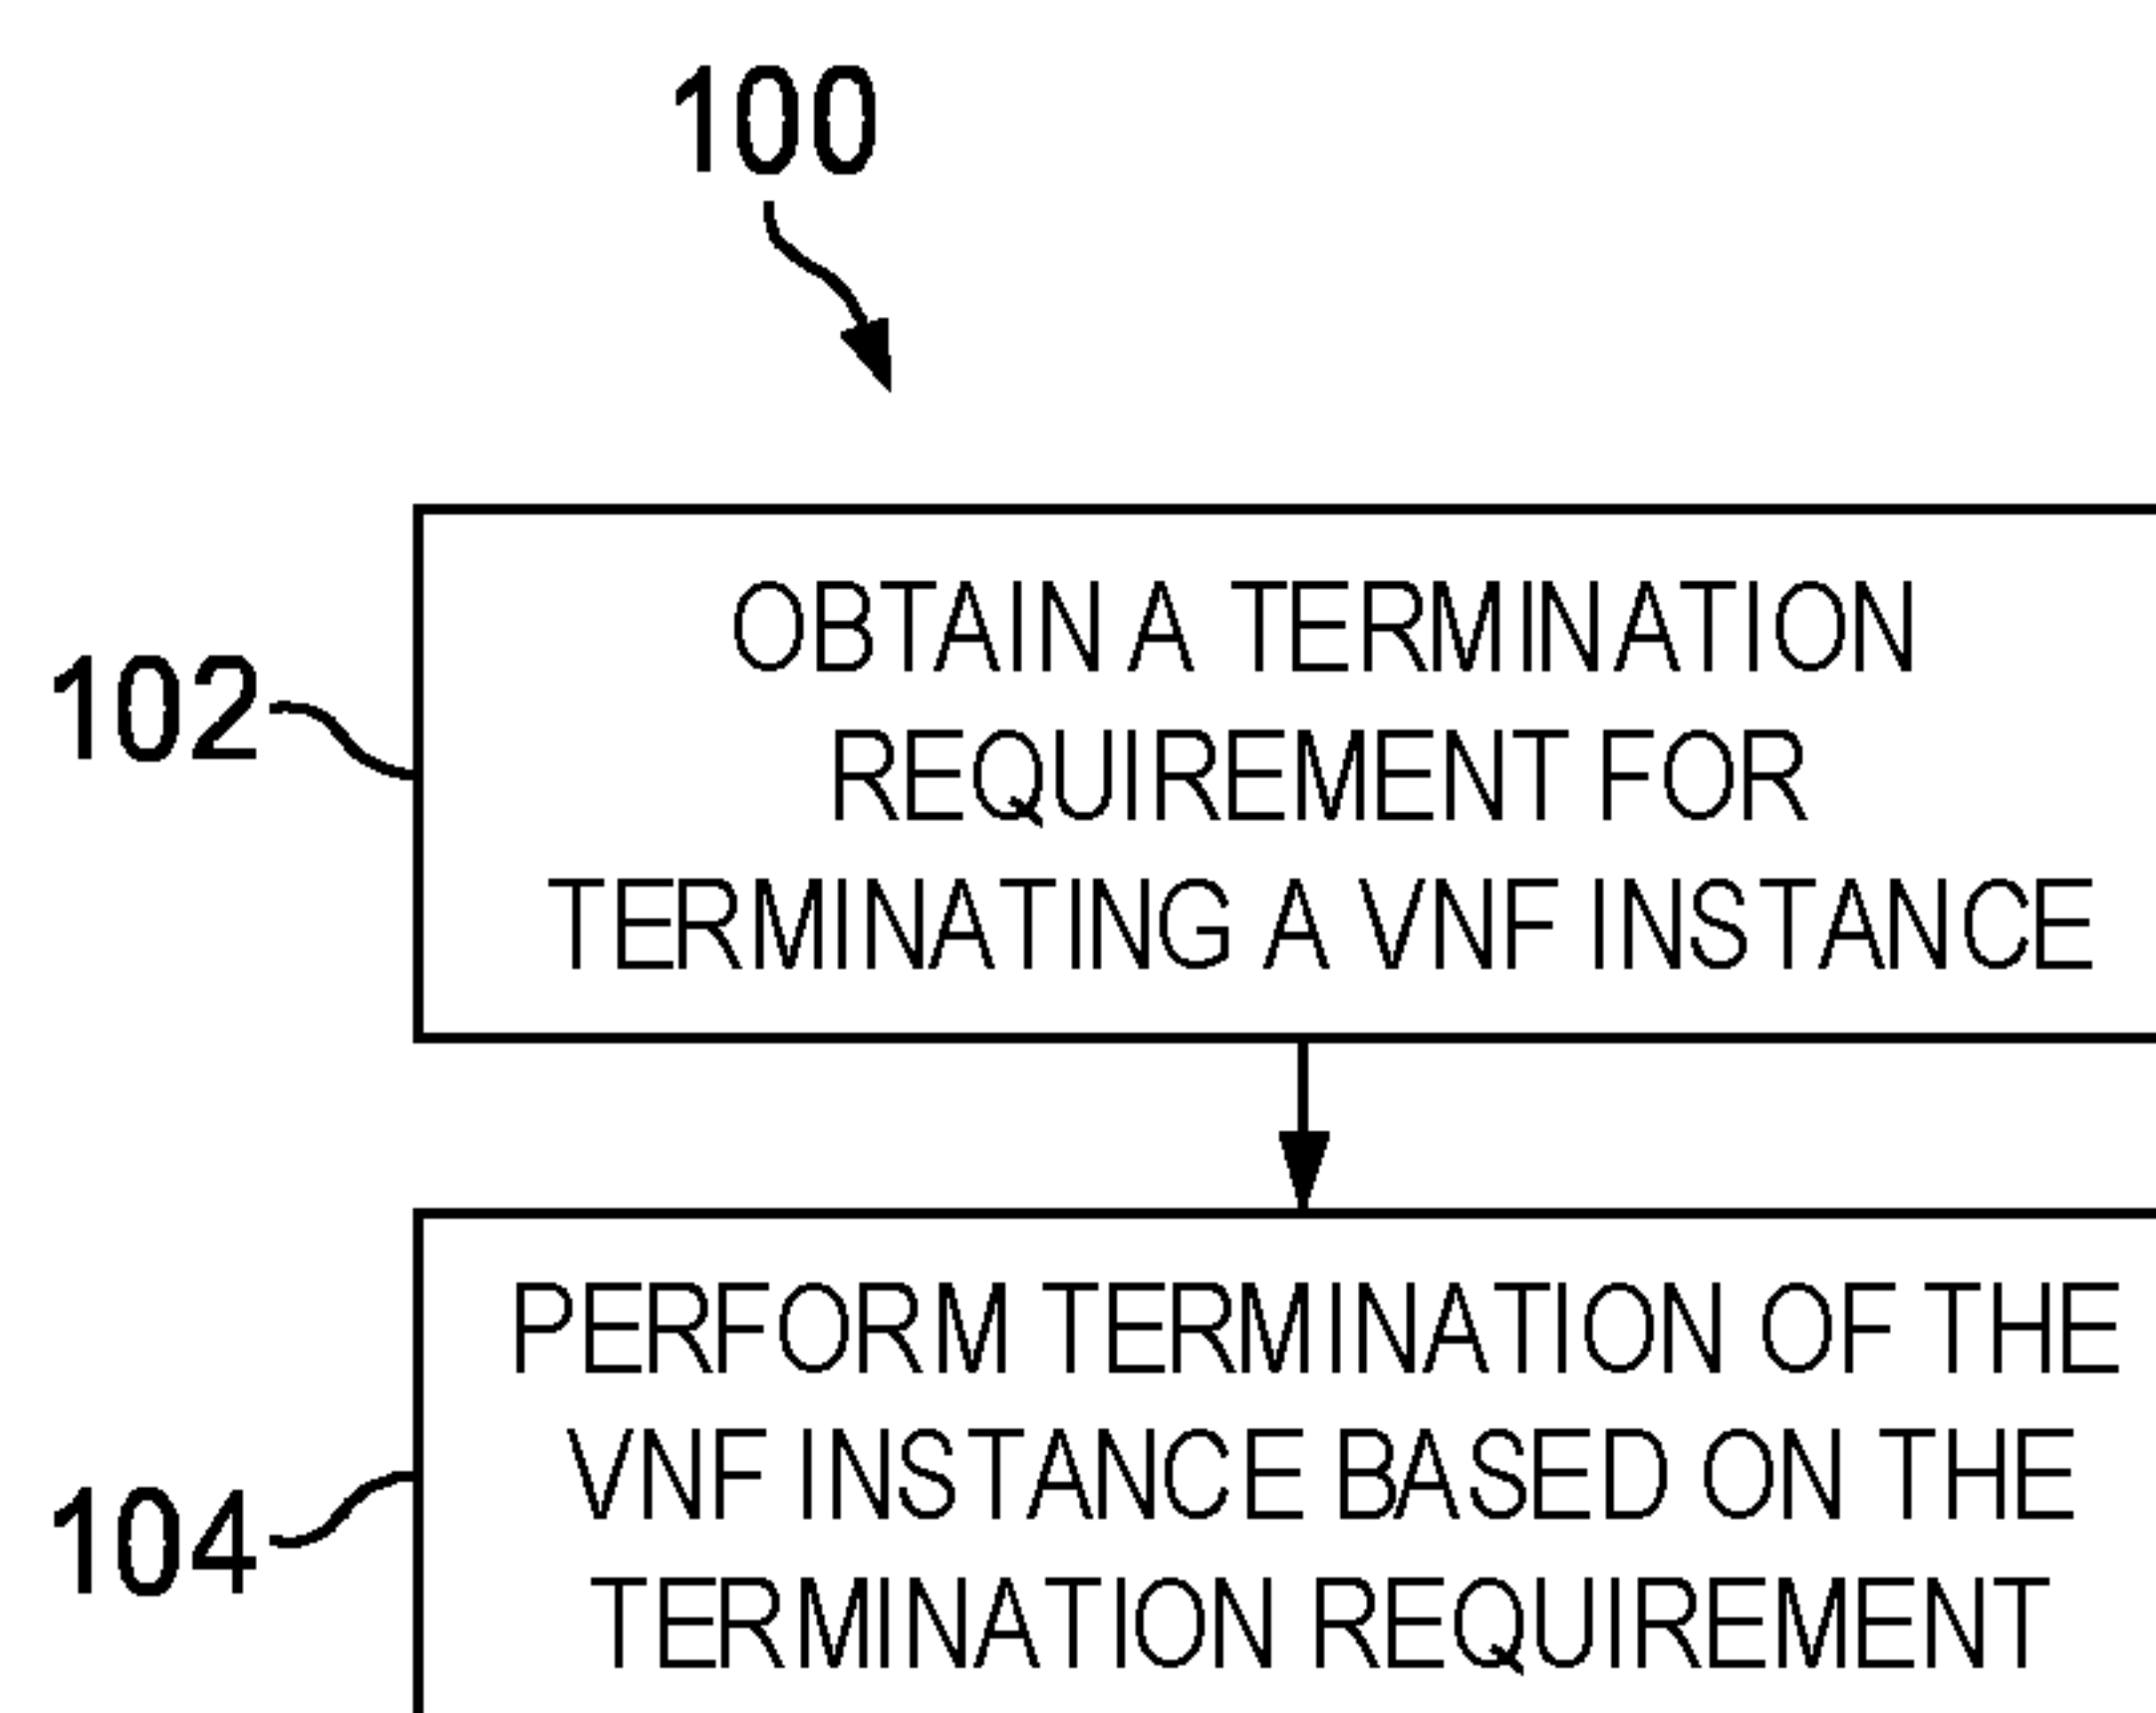 100
102
OBTAIN A TERMINATION
REQUIREMENT FOR
TERMINATING A VNF INSTANCE
104
PERFORM TERMINATION OF THE
VNF INSTANCE BASED ON THE
TERMINATION REQUIREMENT